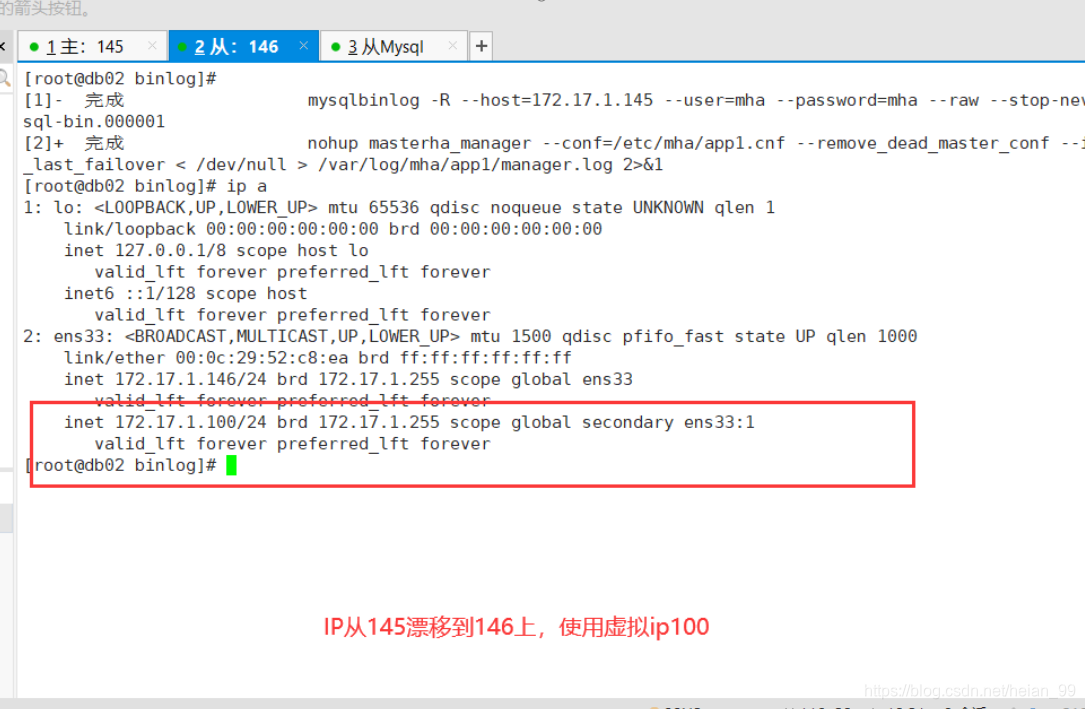 的箭头按钮。
1 主：145 × 2 从：146 × 3 从Mysql × +
[root@db02 binlog]#
[1]- 完成 mysqlbinlog -R --host=172.17.1.145 --user=mha --password=mha --raw --stop-nev
sql-bin.000001
[2]+ 完成 nohup masterha_manager --conf=/etc/mha/app1.cnf --remove_dead_master_conf --i
_last_failover < /dev/null > /var/log/mha/app1/manager.log 2>&1
[root@db02 binlog]# ip a
1: lo: <LOOPBACK,UP,LOWER_UP> mtu 65536 qdisc noqueue state UNKNOWN qlen 1
link/loopback 00:00:00:00:00:00 brd 00:00:00:00:00:00
inet 127.0.0.1/8 scope host lo
valid_lft forever preferred_lft forever
inet6 ::1/128 scope host
valid_lft forever preferred_lft forever
2: ens33: <BROADCAST,MULTICAST,UP,LOWER_UP> mtu 1500 qdisc pfifo_fast state UP qlen 1000
link/ether 00:0c:29:52:c8:ea brd ff:ff:ff:ff:ff:ff
inet 172.17.1.146/24 brd 172.17.1.255 scope global ens33
valid_lft forever preferred_lft forever
inet 172.17.1.100/24 brd 172.17.1.255 scope global secondary ens33:1
valid_lft forever preferred_lft forever
[root@db02 binlog]#
IP从145漂移到146上，使用虚拟ip100
https://blog.csdn.net/heian_99